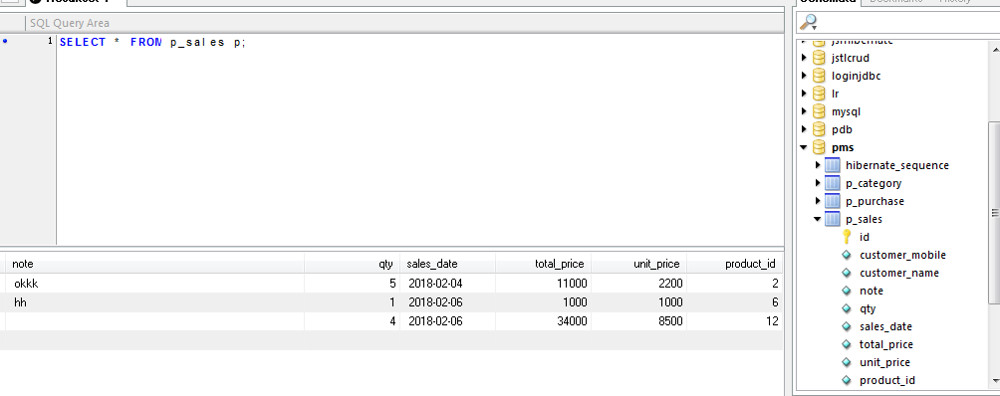 SQL Query Area
1 SELECT * FROM p_sales p;
note qty sales_date total_price unit_price product_id
okkk 5 2018-02-04 11000 2200 2
hh 1 2018-02-06 1000 1000 6
4 2018-02-06 34000 8500 12
Bookmarks
History
jstlcrud
loginjdbc
lr
mysql
pdb
pms
hibernate_sequence
p_category
p_purchase
p_sales
id
customer_mobile
customer_name
note
qty
sales_date
total_price
unit_price
product_id